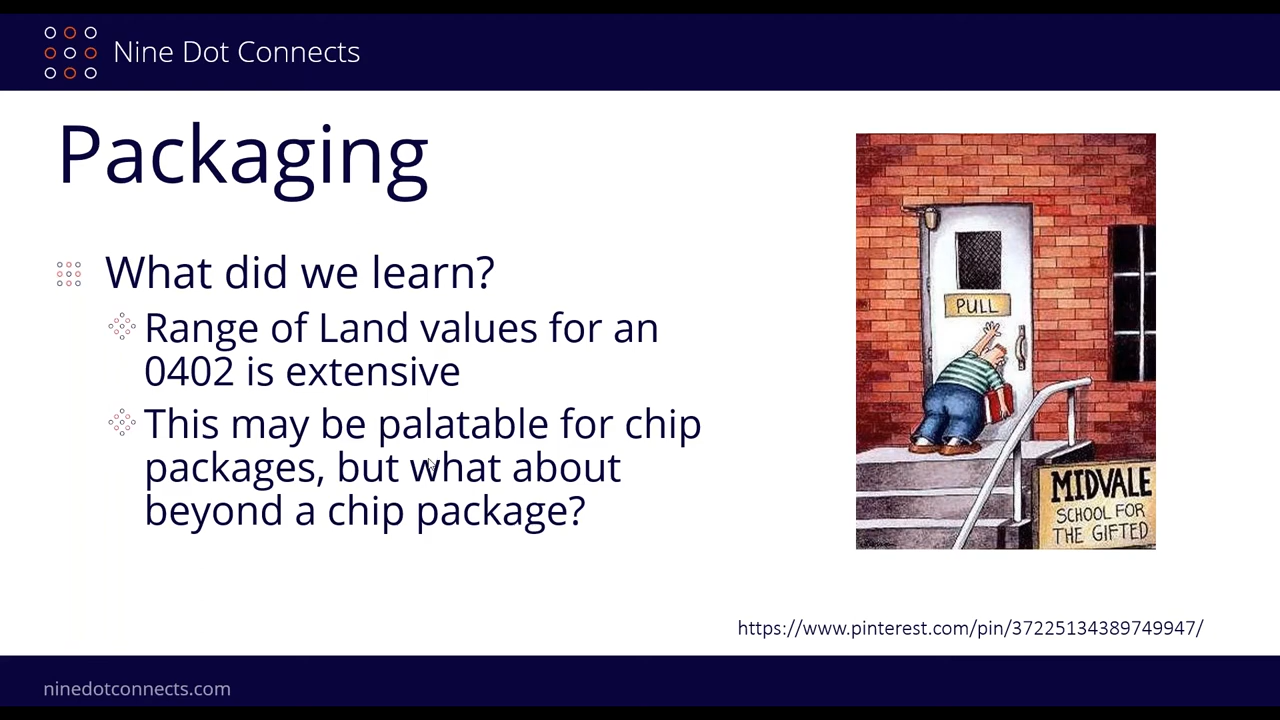 Nine Dot Connects
Packaging
What did we learn?
Range of Land values for an
0402 is extensive
This may be palatable for chip
packages, but what about
beyond a chip package?
PULL
MIDVALE
SCHOOL FOR
THE GIFTED
https://www.pinterest.com/pin/37225134389749947/
ninedotconnects.com